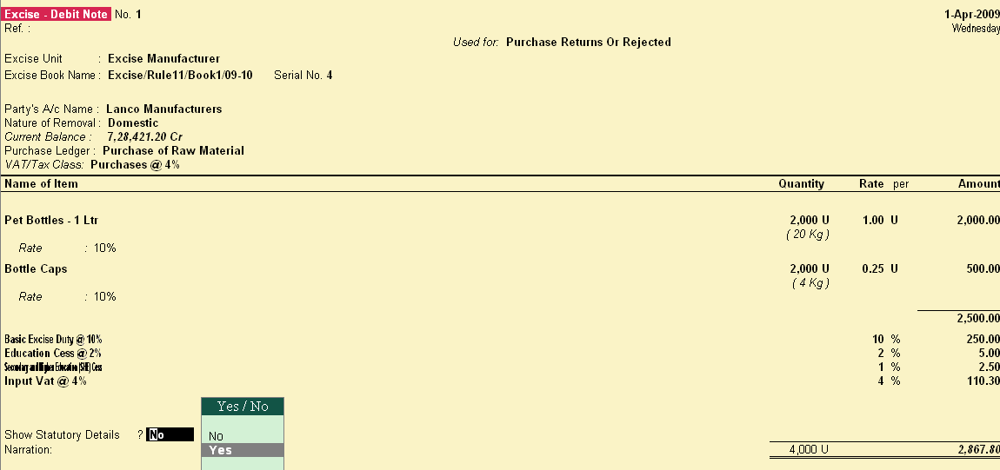 Excise - Debit Note No. 1 1-Apr-2009
Ref. : Wednesday
Used for: Purchase Returns Or Rejected
Excise Unit : Excise Manufacturer
Excise Book Name : Excise/Rule11/Book1/09-10 Serial No. 4
Party's A/c Name : Lanco Manufacturers
Nature of Removal : Domestic
Current Balance : 7,28,421.20 Cr
Purchase Ledger : Purchase of Raw Material
VAT/Tax Class: Purchases @ 4%
Name of Item Quantity Rate per Amount
Pet Bottles - 1 Ltr 2,000 U 1.00 U 2,000.00
( 20 Kg )
Rate : 10%
Bottle Caps 2,000 U 0.25 U 500.00
( 4 Kg )
Rate : 10%
2,500.00
Basic Excise Duty @ 10% 10 % 250.00
Education Cess @ 2% 2 % 5.00
Secondary and Higher Education (SHE) Cess 1 % 2.50
Input Vat @ 4% 4 % 110.30
Yes / No
Show Statutory Details ? No No
Narration: Yes 4,000 U 2,867.80